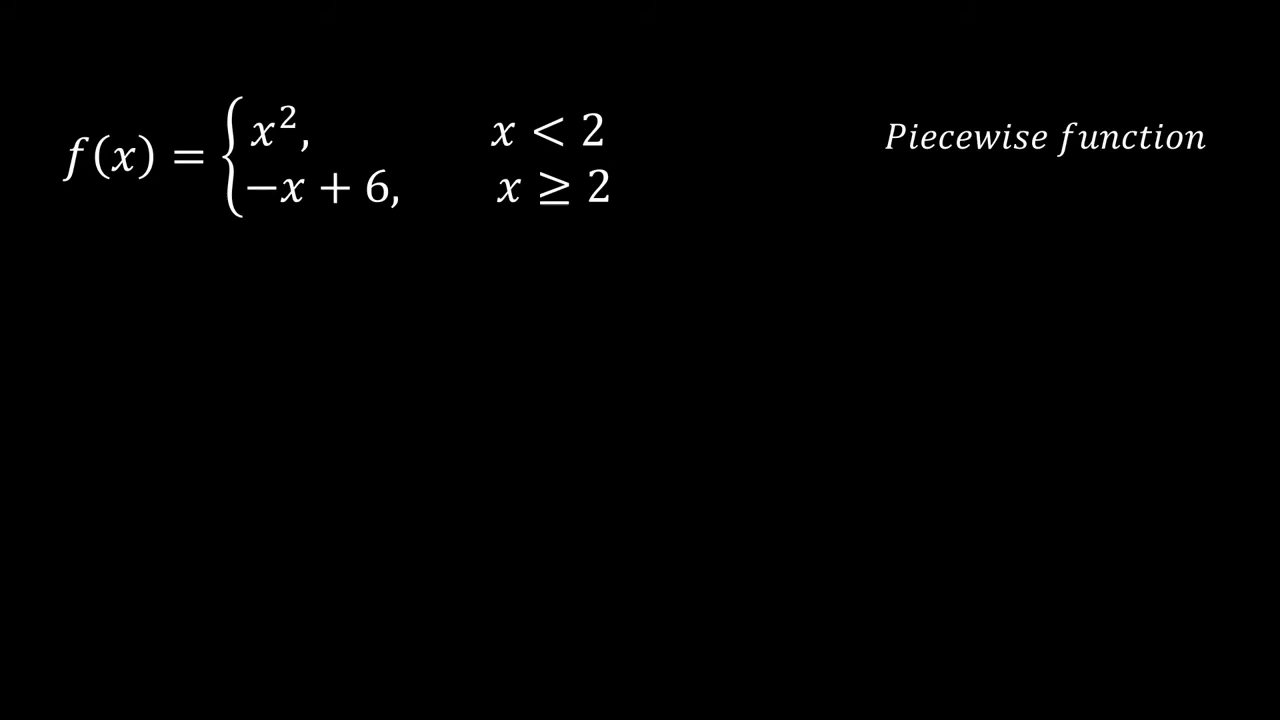 f(x) = { x², x < 2
−x + 6, x ≥ 2
Piecewise function